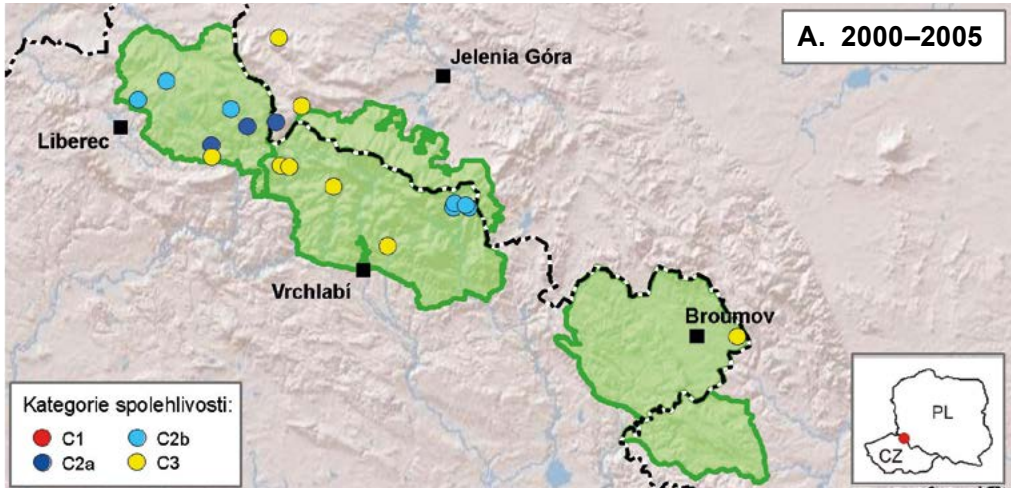 A. 2000–2005
Jelenia Góra
Liberec
Vrchlabí
Broumov
Kategorie spolehlivosti:
C1
C2b
C2a
C3
PL
CZ